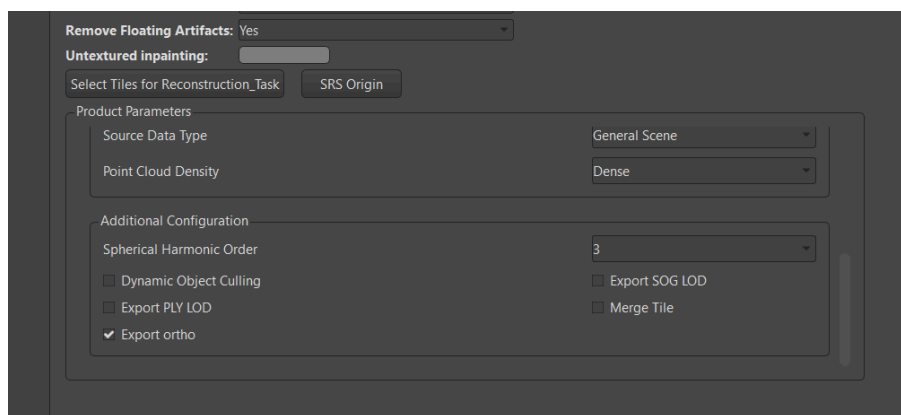 Remove Floating Artifacts: Yes
Untextured inpainting:
Select Tiles for Reconstruction_Task SRS Origin
Product Parameters
Source Data Type General Scene
Point Cloud Density Dense
Additional Configuration
Spherical Harmonic Order 3
Dynamic Object Culling Export SOG LOD
Export PLY LOD Merge Tile
Export ortho